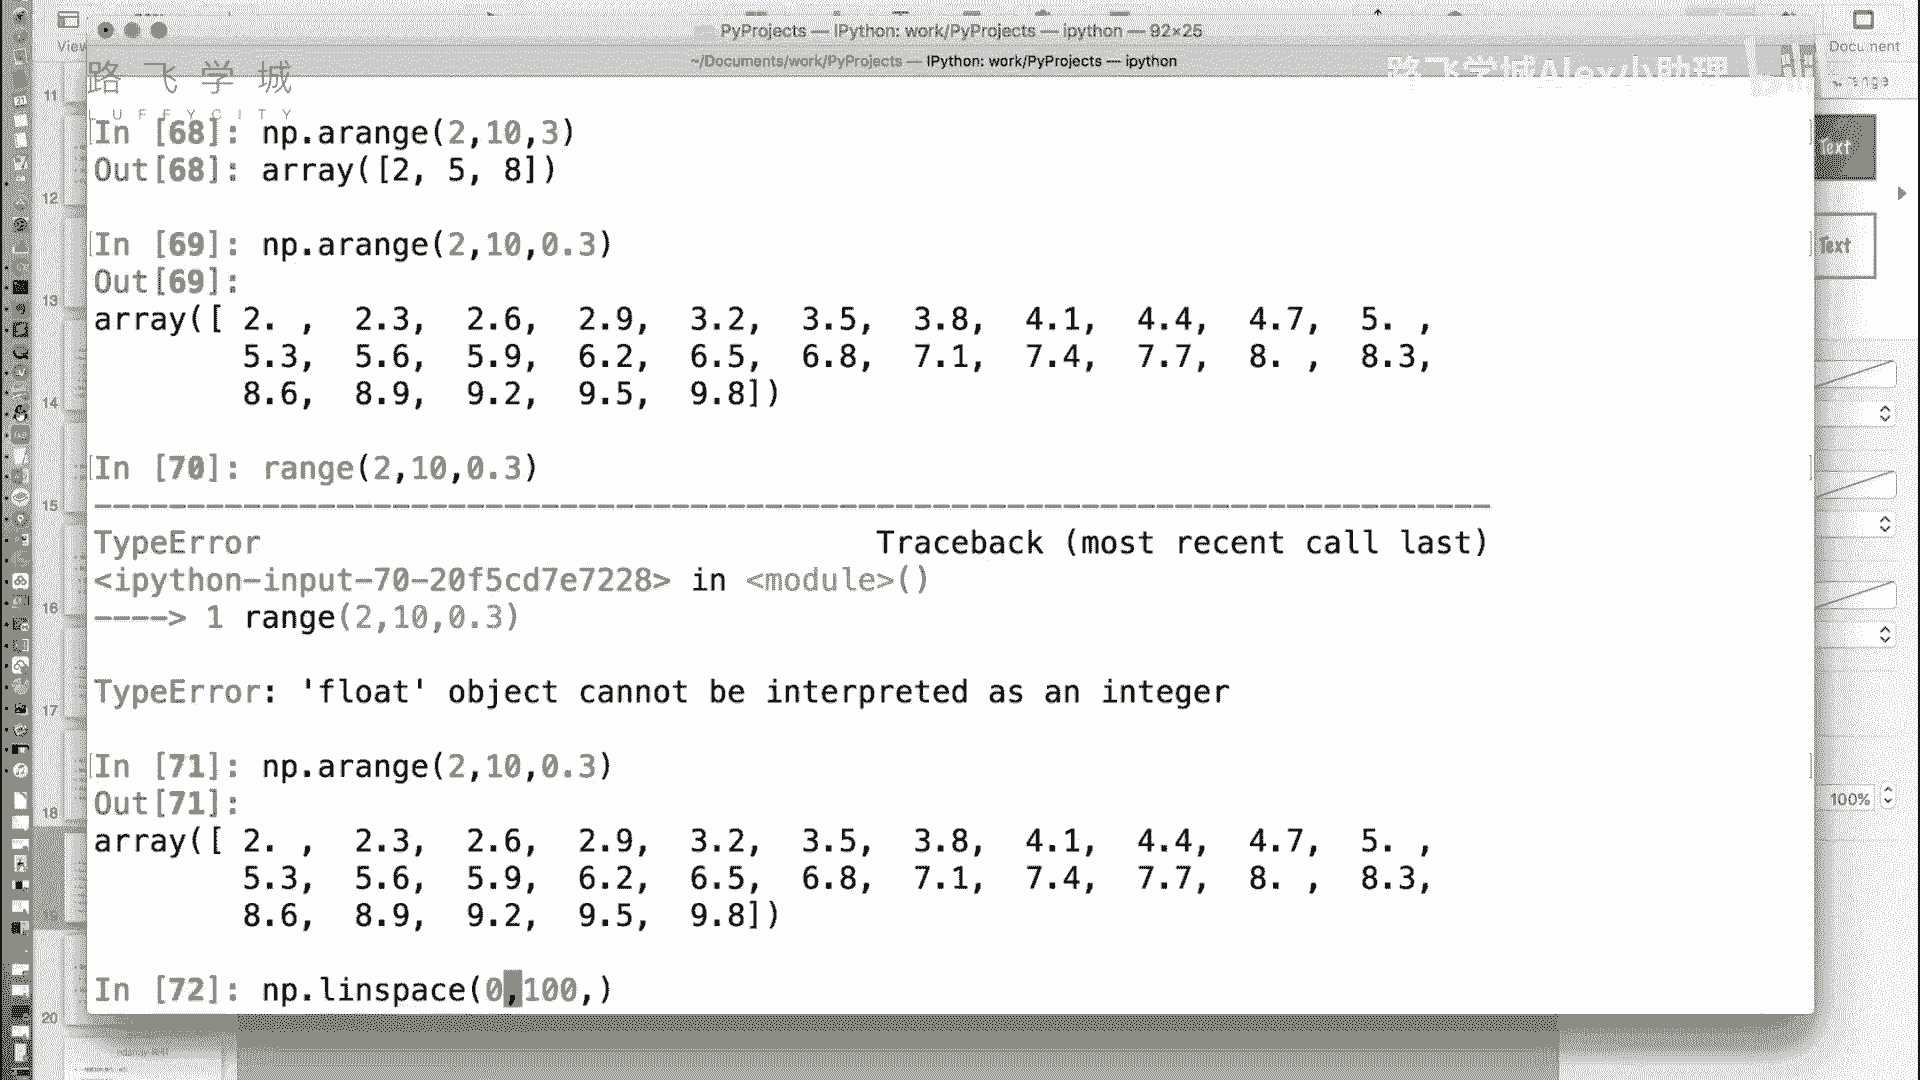 PyProjects — IPython: work/PyProjects — ipython — 92×25
~/Documents/work/PyProjects — IPython: work/PyProjects — ipython
View
Document
路飞学城
LUFFYCITY
路飞学城Alex小助理
In [68]: np.arange(2,10,3)
Out[68]: array([2, 5, 8])
In [69]: np.arange(2,10,0.3)
Out[69]:
array([ 2. ,  2.3,  2.6,  2.9,  3.2,  3.5,  3.8,  4.1,  4.4,  4.7,  5. ,
        5.3,  5.6,  5.9,  6.2,  6.5,  6.8,  7.1,  7.4,  7.7,  8. ,  8.3,
        8.6,  8.9,  9.2,  9.5,  9.8])
In [70]: range(2,10,0.3)
---------------------------------------------------------------------------
TypeError                                 Traceback (most recent call last)
<ipython-input-70-20f5cd7e7228> in <module>()
----> 1 range(2,10,0.3)
TypeError: 'float' object cannot be interpreted as an integer
In [71]: np.arange(2,10,0.3)
Out[71]:
array([ 2. ,  2.3,  2.6,  2.9,  3.2,  3.5,  3.8,  4.1,  4.4,  4.7,  5. ,
        5.3,  5.6,  5.9,  6.2,  6.5,  6.8,  7.1,  7.4,  7.7,  8. ,  8.3,
        8.6,  8.9,  9.2,  9.5,  9.8])
In [72]: np.linspace(0,100,)
11
12
13
14
15
16
17
18
19
20
Text
Text
100%